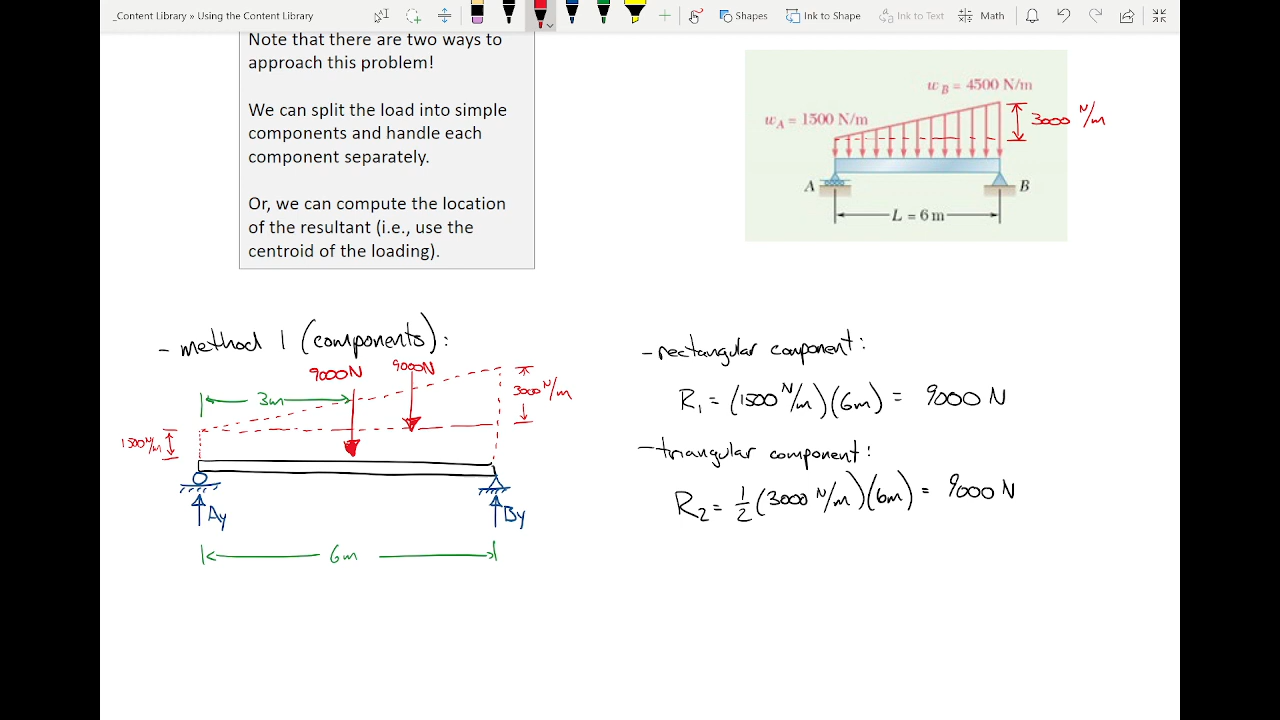 _Content Library » Using the Content Library
Shapes
Ink to Shape
Ink to Text
Math
Note that there are two ways to
approach this problem!
We can split the load into simple
components and handle each
component separately.
Or, we can compute the location
of the resultant (i.e., use the
centroid of the loading).
w_B = 4500 N/m
w_A = 1500 N/m
3000 N/m
A
B
L = 6 m
- method 1 (components):
9000N
9000N
3m
3000 N/m
1500 N/m
Ay
By
6m
- rectangular component:
R₁ = (1500 N/m)(6m) = 9000 N
- triangular component:
R₂ = 1/2 (3000 N/m)(6m) = 9000 N